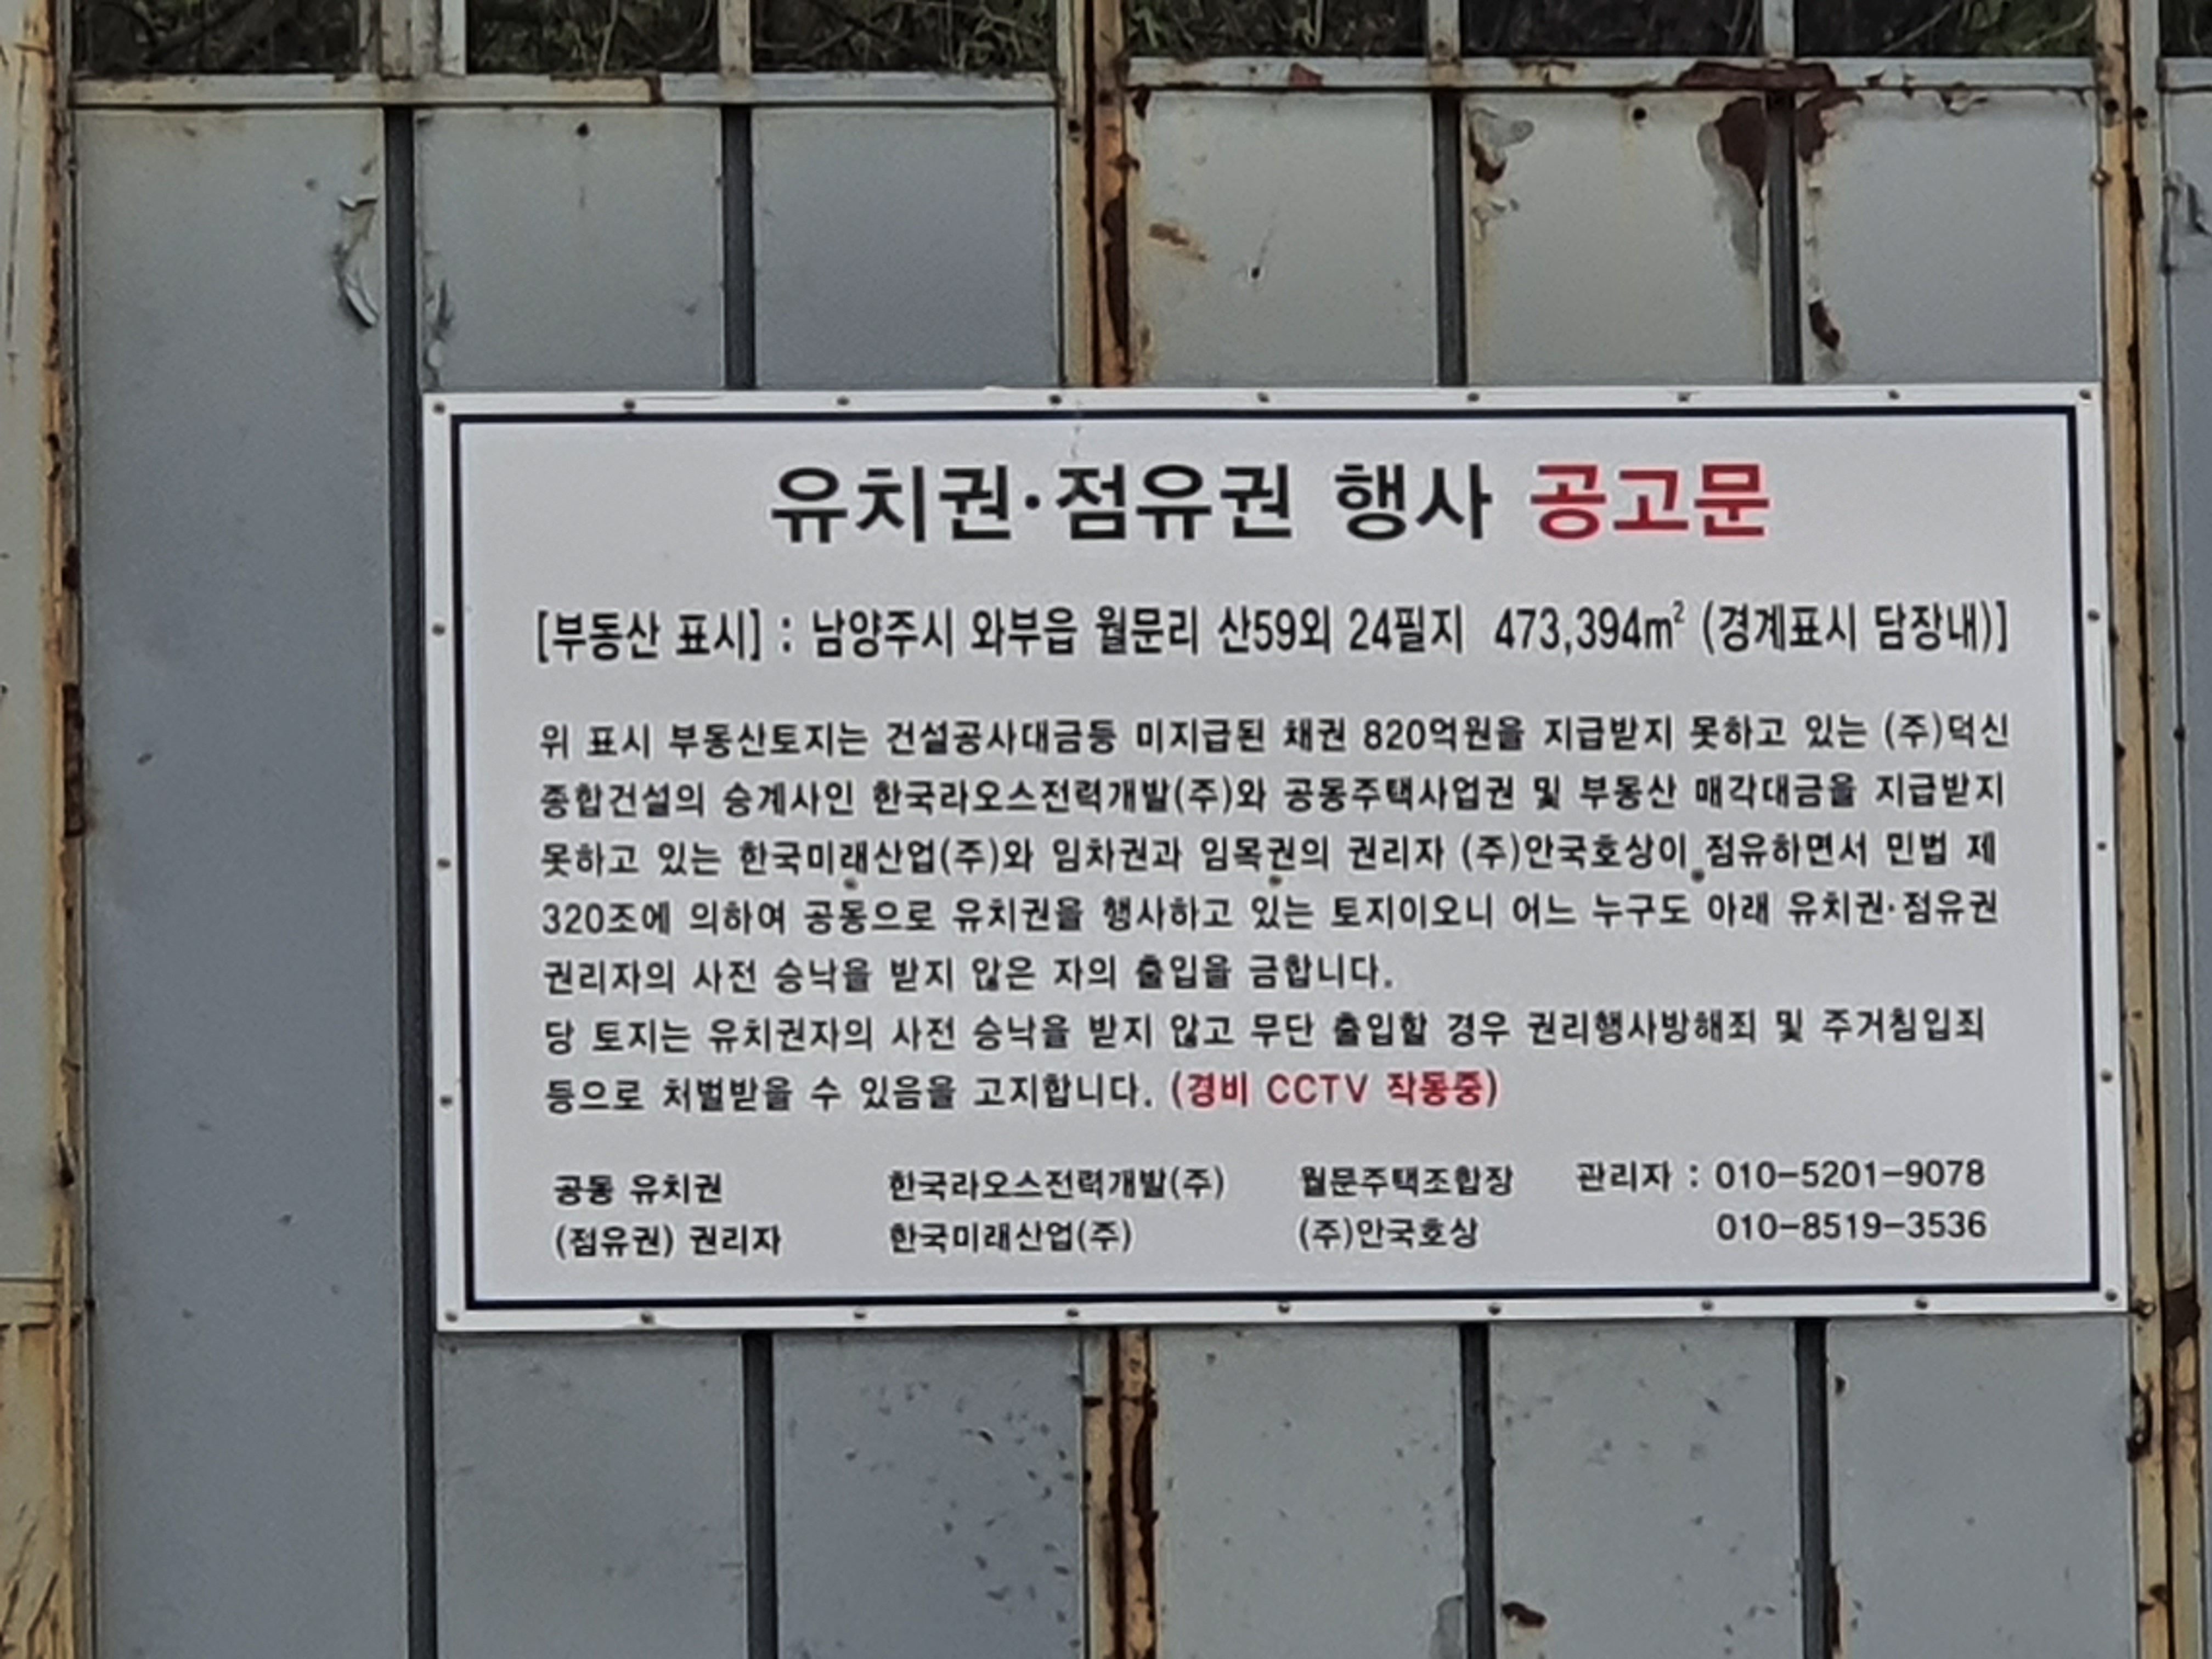 유치권·점유권 행사 공고문
[부동산 표시] : 남양주시 와부읍 월문리 산59외 24필지 473,394m² (경계표시 담장내)]
위 표시 부동산토지는 건설공사대금등 미지급된 채권 820억원을 지급받지 못하고 있는 (주)덕신
종합건설의 승계사인 한국라오스전력개발(주)와 공동주택사업권 및 부동산 매각대금을 지급받지
못하고 있는 한국미래산업(주)와 임차권과 임목권의 권리자 (주)안국호상이 점유하면서 민법 제
320조에 의하여 공동으로 유치권을 행사하고 있는 토지이오니 어느 누구도 아래 유치권·점유권
권리자의 사전 승낙을 받지 않은 자의 출입을 금합니다.
당 토지는 유치권자의 사전 승낙을 받지 않고 무단 출입할 경우 권리행사방해죄 및 주거침입죄
등으로 처벌받을 수 있음을 고지합니다. (경비 CCTV 작동중)
공동 유치권 한국라오스전력개발(주) 월문주택조합장 관리자 : 010-5201-9078
(점유권) 권리자 한국미래산업(주) (주)안국호상 010-8519-3536